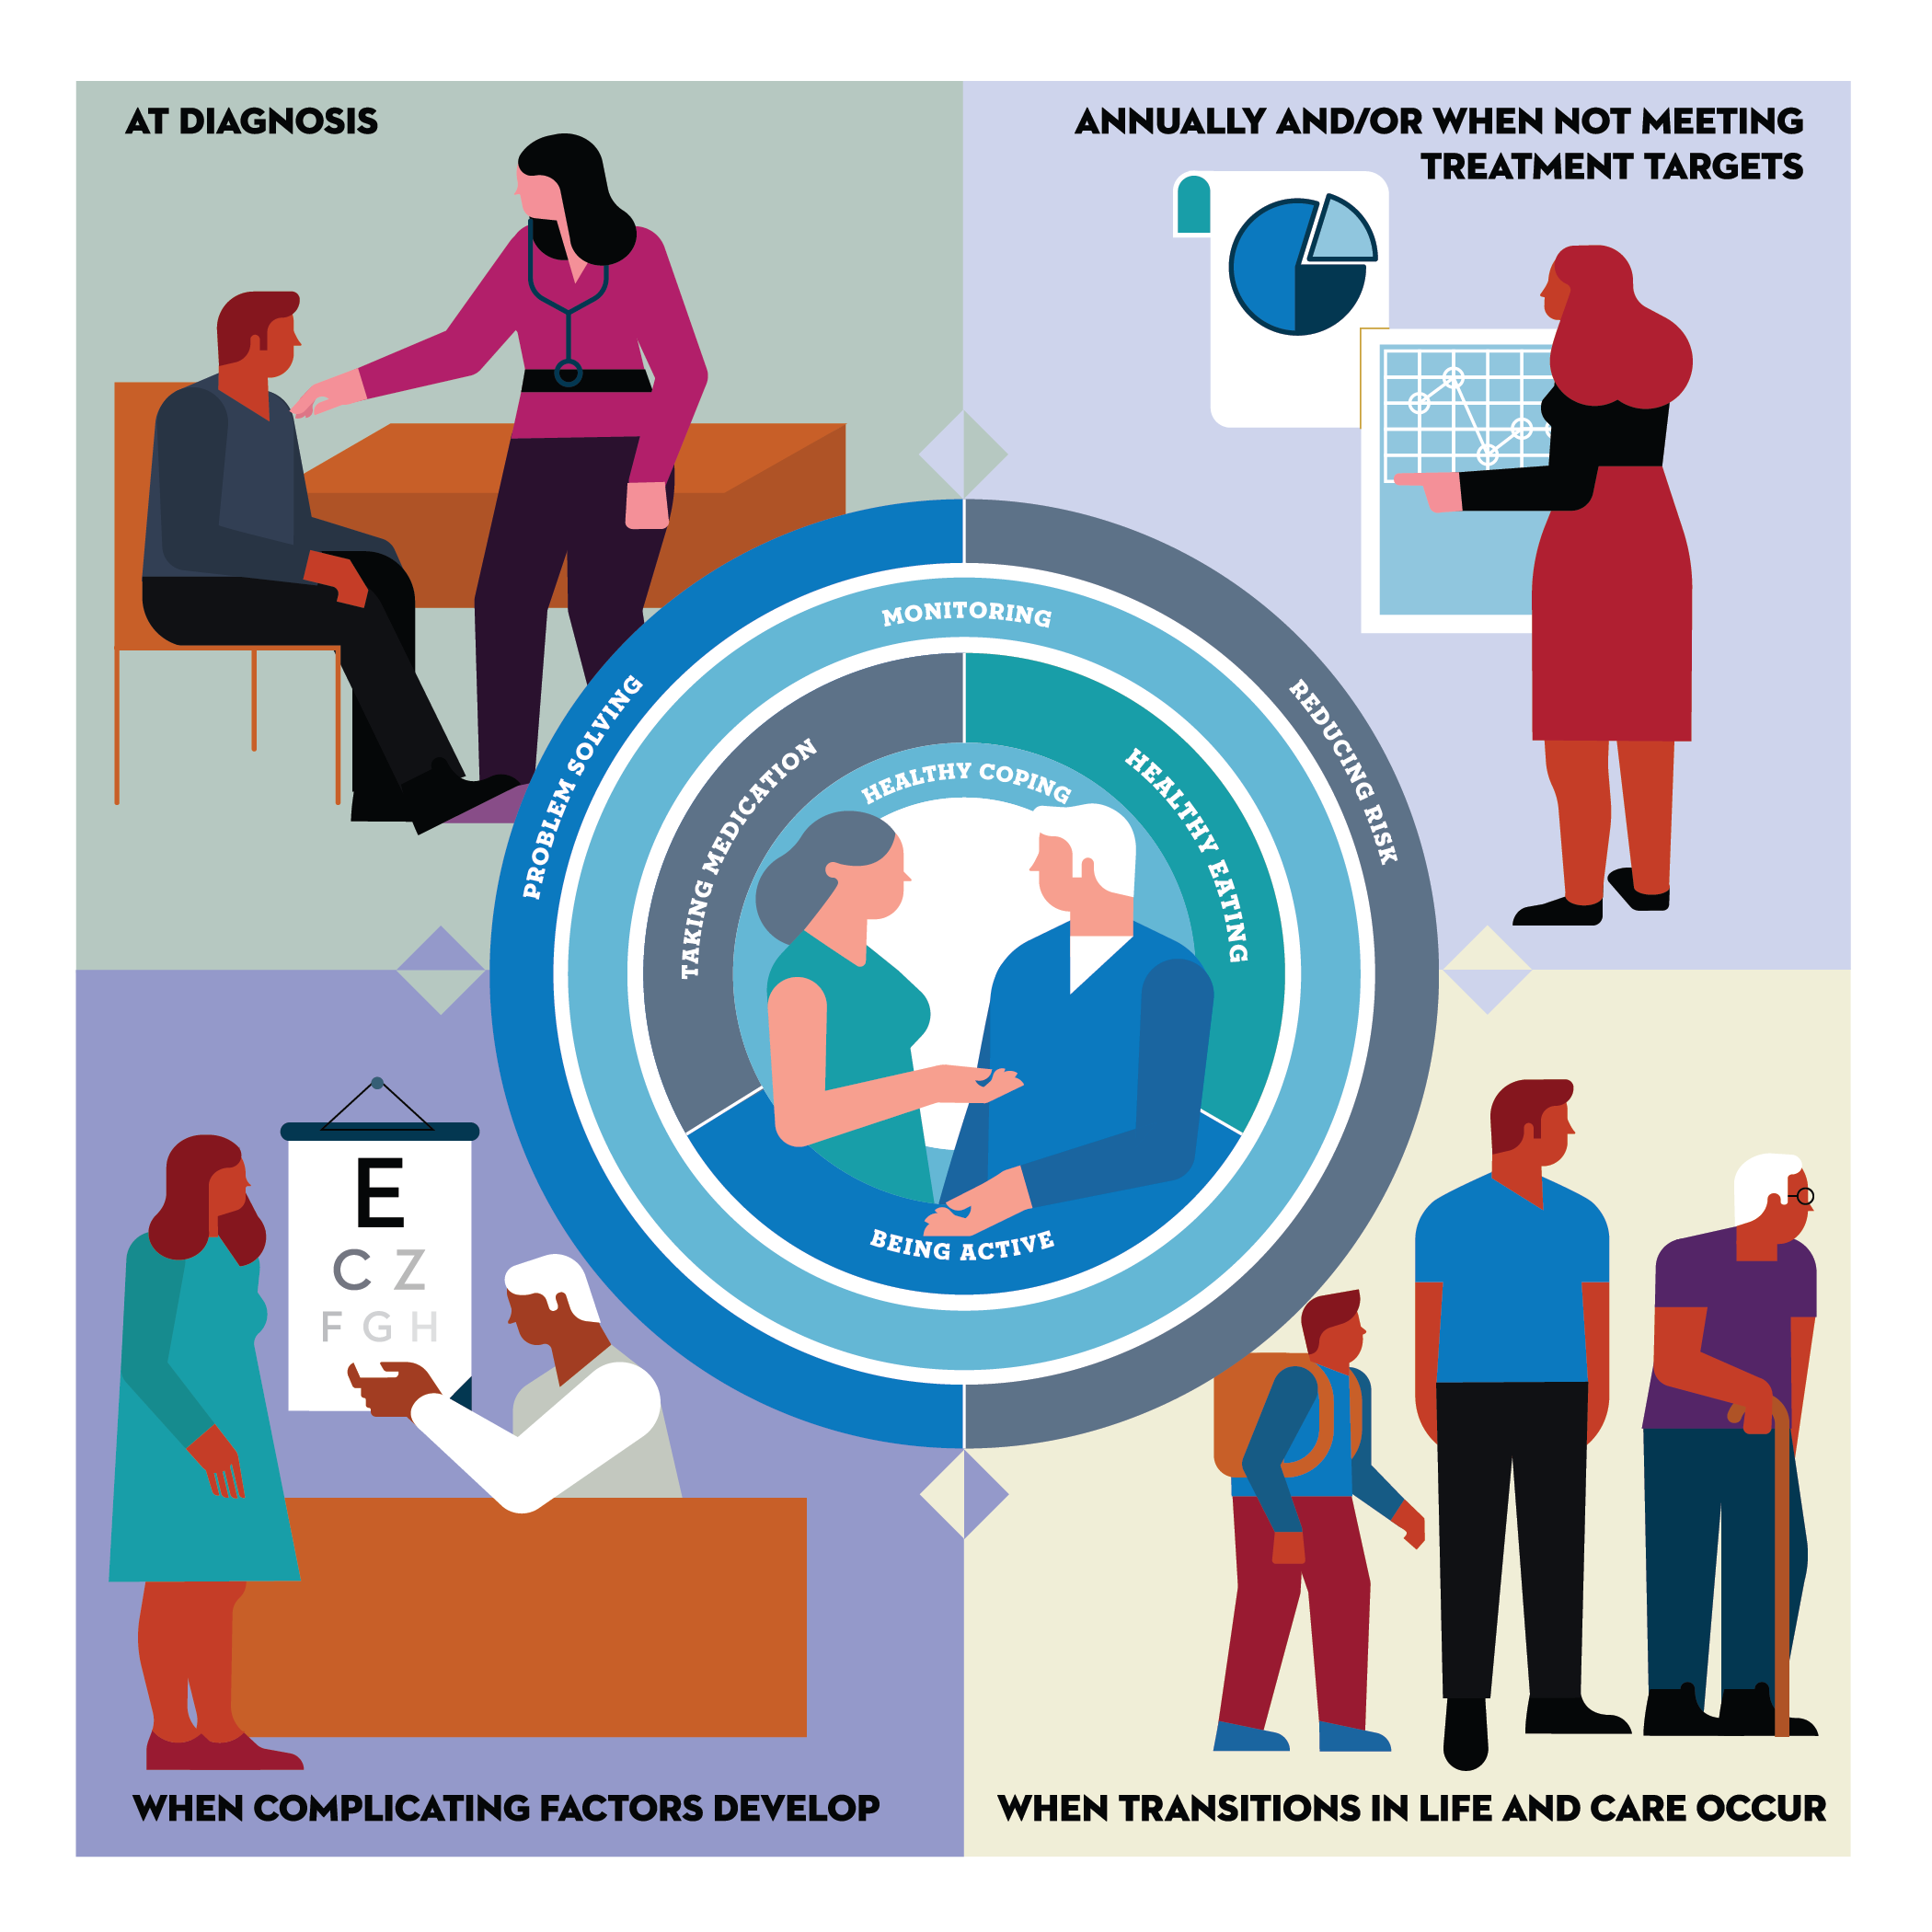 AT DIAGNOSIS
ANNUALLY AND/OR WHEN NOT MEETING
TREATMENT TARGETS
MONITORING
PROBLEM SOLVING
REDUCING RISK
TAKING MEDICATION
HEALTHY COPING
HEALTHY EATING
BEING ACTIVE
E
C Z
F G H
WHEN COMPLICATING FACTORS DEVELOP
WHEN TRANSITIONS IN LIFE AND CARE OCCUR